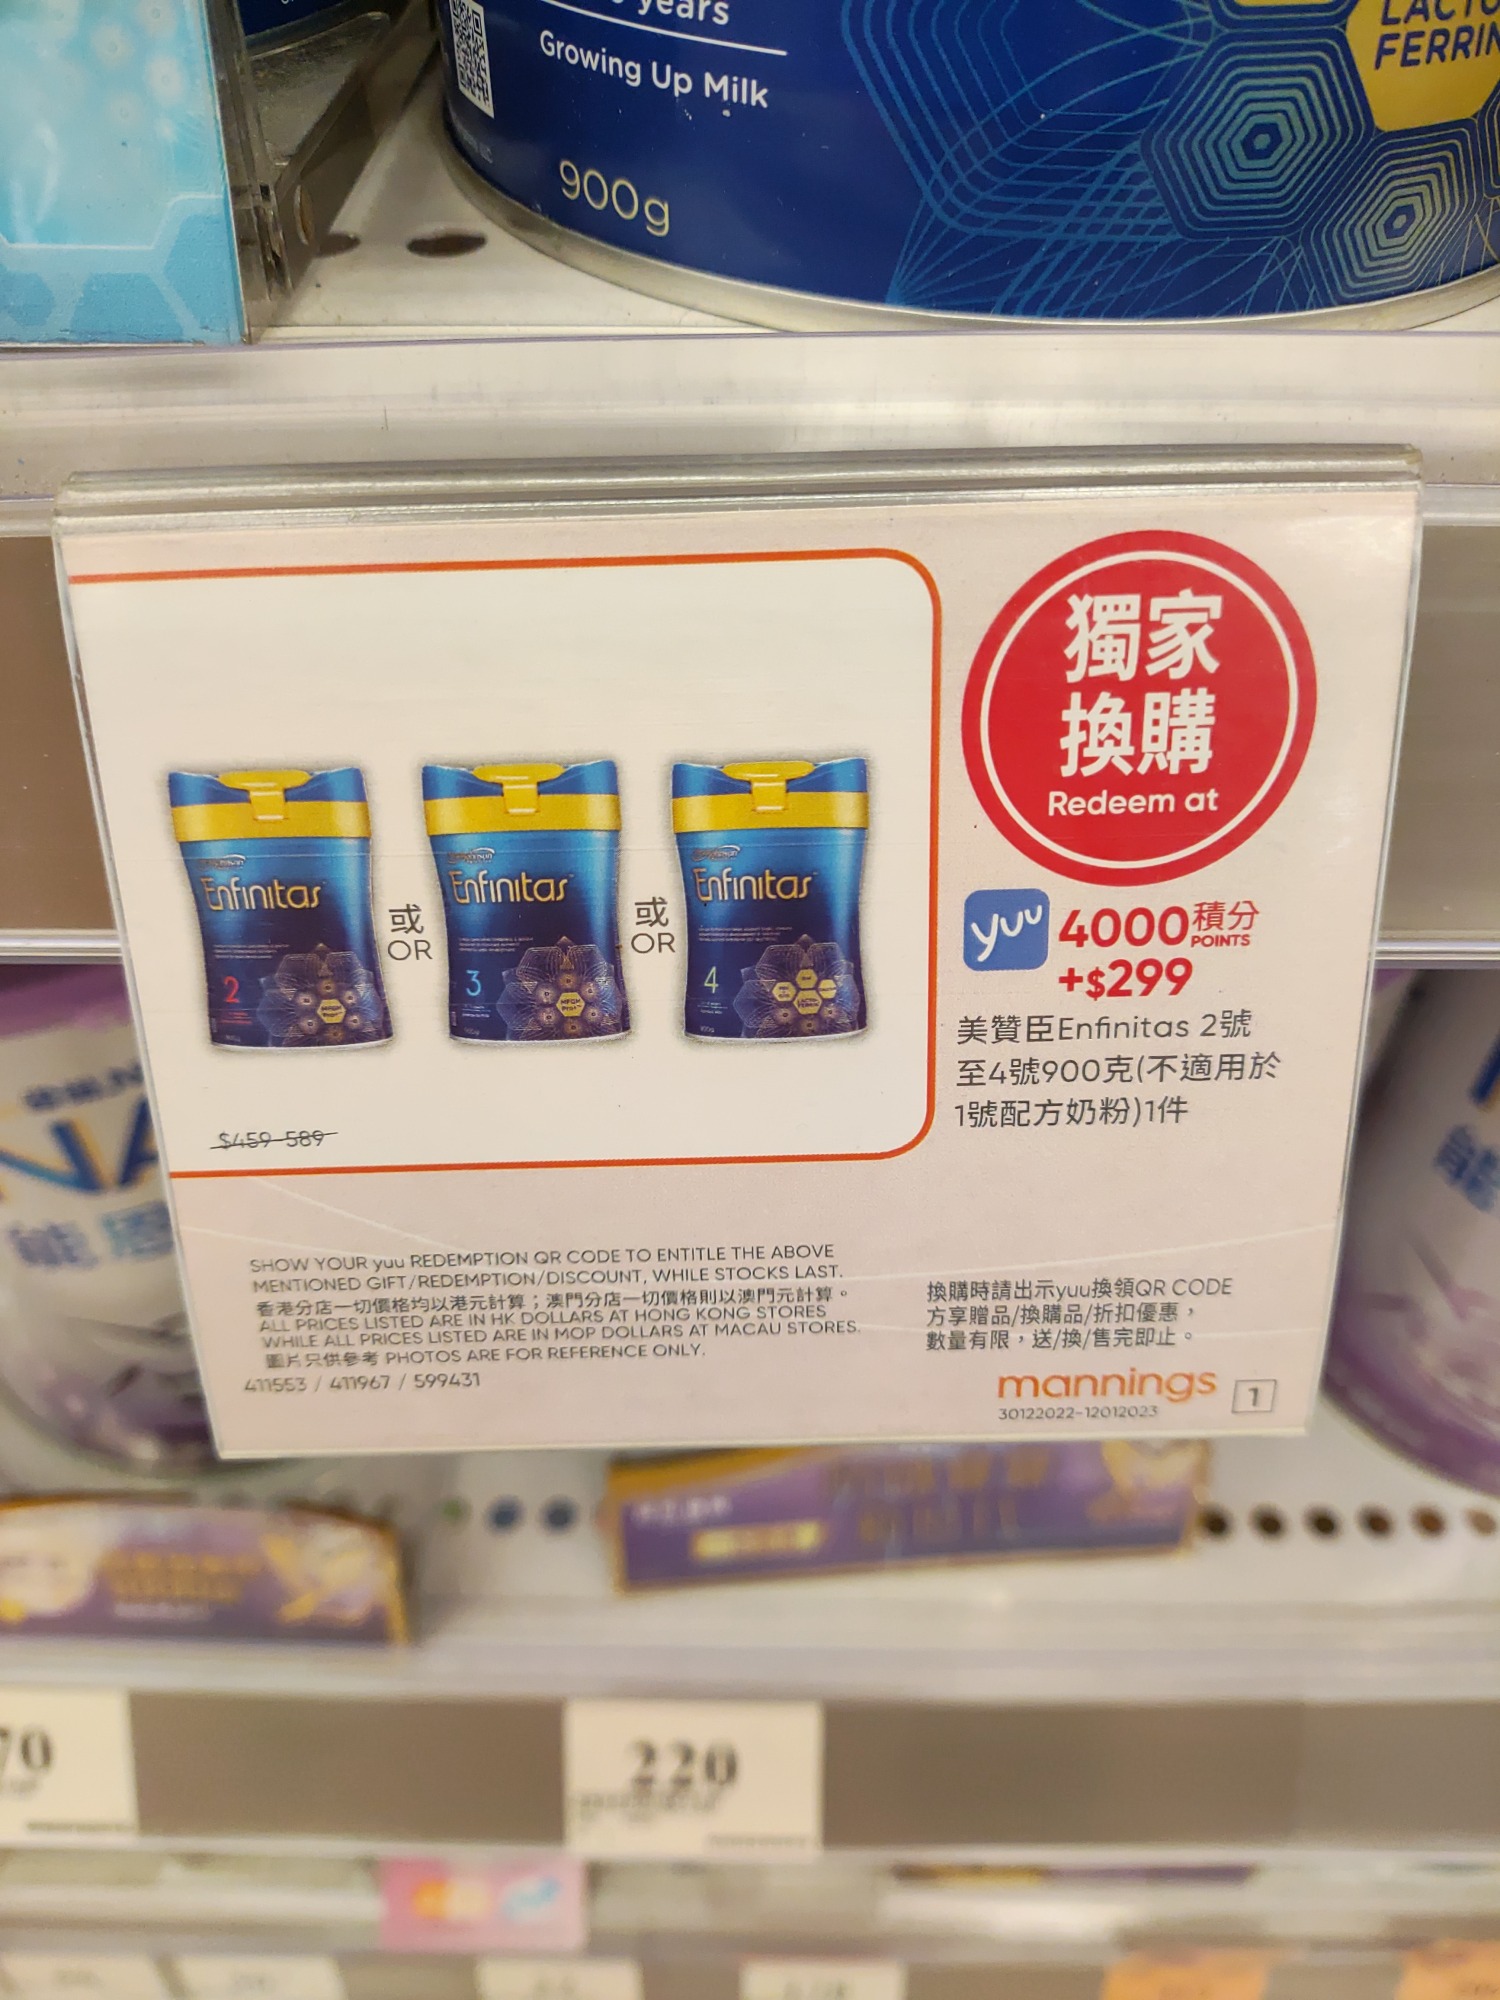 years
Growing Up Milk
900g
LACTO
FERRIN
獨家
換購
Redeem at
Enfinitas
Enfinitas
Enfinitas
或
OR
或
OR
2
3
4
yuu 4000積分
POINTS
+$299
美贊臣Enfinitas 2號
至4號900克(不適用於
1號配方奶粉)1件
$459-589
SHOW YOUR yuu REDEMPTION QR CODE TO ENTITLE THE ABOVE
MENTIONED GIFT/REDEMPTION/DISCOUNT, WHILE STOCKS LAST.
香港分店一切價格均以港元計算；澳門分店一切價格則以澳門元計算。
ALL PRICES LISTED ARE IN HK DOLLARS AT HONG KONG STORES
WHILE ALL PRICES LISTED ARE IN MOP DOLLARS AT MACAU STORES.
圖片只供參考 PHOTOS ARE FOR REFERENCE ONLY.
411553 / 411967 / 599431
換購時請出示yuu換領QR CODE
方享贈品/換購品/折扣優惠，
數量有限，送/換/售完即止。
mannings 1
30122022-12012023
NA
能恩
能
70
220